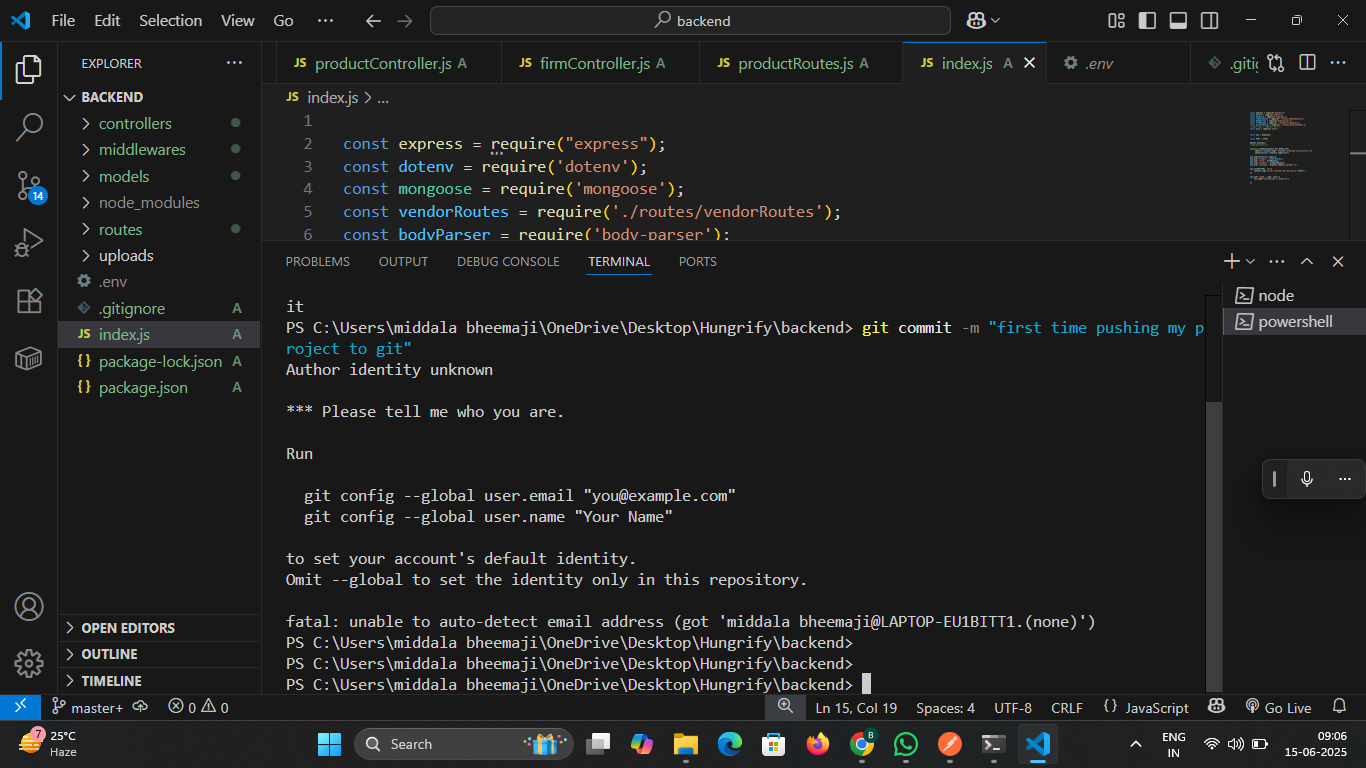 File Edit Selection View Go ··· backend
EXPLORER ···
BACKEND
controllers
middlewares
models
node_modules
routes
uploads
.env
.gitignore A
JS index.js A
{} package-lock.json A
{} package.json A
OPEN EDITORS
OUTLINE
TIMELINE
14
JS productController.js A JS firmController.js A JS productRoutes.js A JS index.js A .env .gitig ···
JS index.js > ...
1
2 const express = require("express");
3 const dotenv = require('dotenv');
4 const mongoose = require('mongoose');
5 const vendorRoutes = require('./routes/vendorRoutes');
6 const bodyParser = require('body-parser');
PROBLEMS OUTPUT DEBUG CONSOLE TERMINAL PORTS
node
powershell
it
PS C:\Users\middala bheemaji\OneDrive\Desktop\Hungrify\backend> git commit -m "first time pushing my p
roject to git"
Author identity unknown
*** Please tell me who you are.
Run
git config --global user.email "you@example.com"
git config --global user.name "Your Name"
to set your account's default identity.
Omit --global to set the identity only in this repository.
fatal: unable to auto-detect email address (got 'middala bheemaji@LAPTOP-EU1BITT1.(none)')
PS C:\Users\middala bheemaji\OneDrive\Desktop\Hungrify\backend>
PS C:\Users\middala bheemaji\OneDrive\Desktop\Hungrify\backend>
PS C:\Users\middala bheemaji\OneDrive\Desktop\Hungrify\backend>
master+ 0 0 Ln 15, Col 19 Spaces: 4 UTF-8 CRLF {} JavaScript Go Live
7 25°C
Haze
Search
B
ENG
IN
09:06
15-06-2025